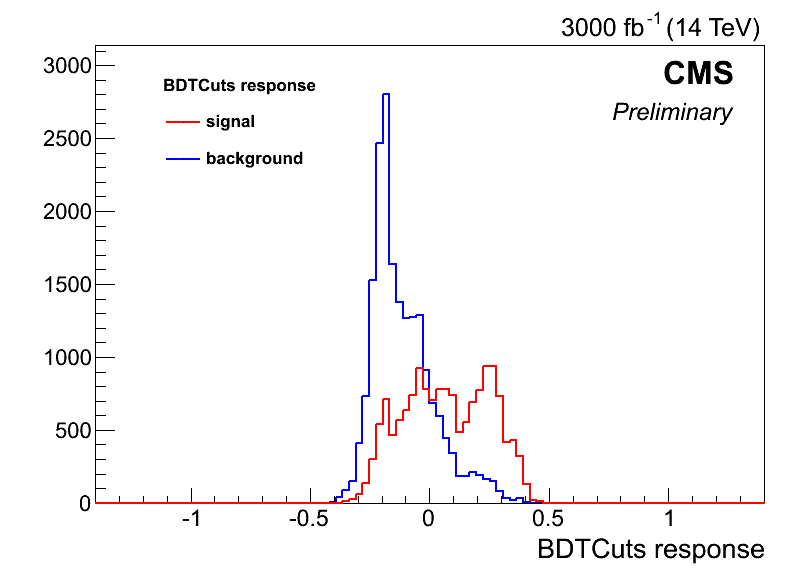 3000 fb⁻¹ (14 TeV)
3000
CMS
BDTCuts response
Preliminary
signal
2500
background
2000
1500
1000
500
0
-1
-0.5
0
0.5
1
BDTCuts response